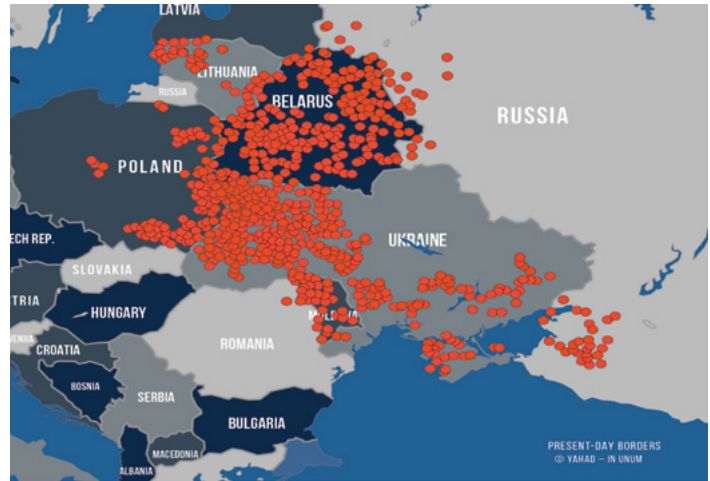 LATVIA
LITHUANIA
RUSSIA
BELARUS
RUSSIA
POLAND
UKRAINE
ECH REP.
SLOVAKIA
STRIA
HUNGARY
ROMANIA
CROATIA
BOSNIA
SERBIA
BULGARIA
MACEDONIA
ALBANIA
PRESENT-DAY BORDERS
© YAHAD – IN UNUM